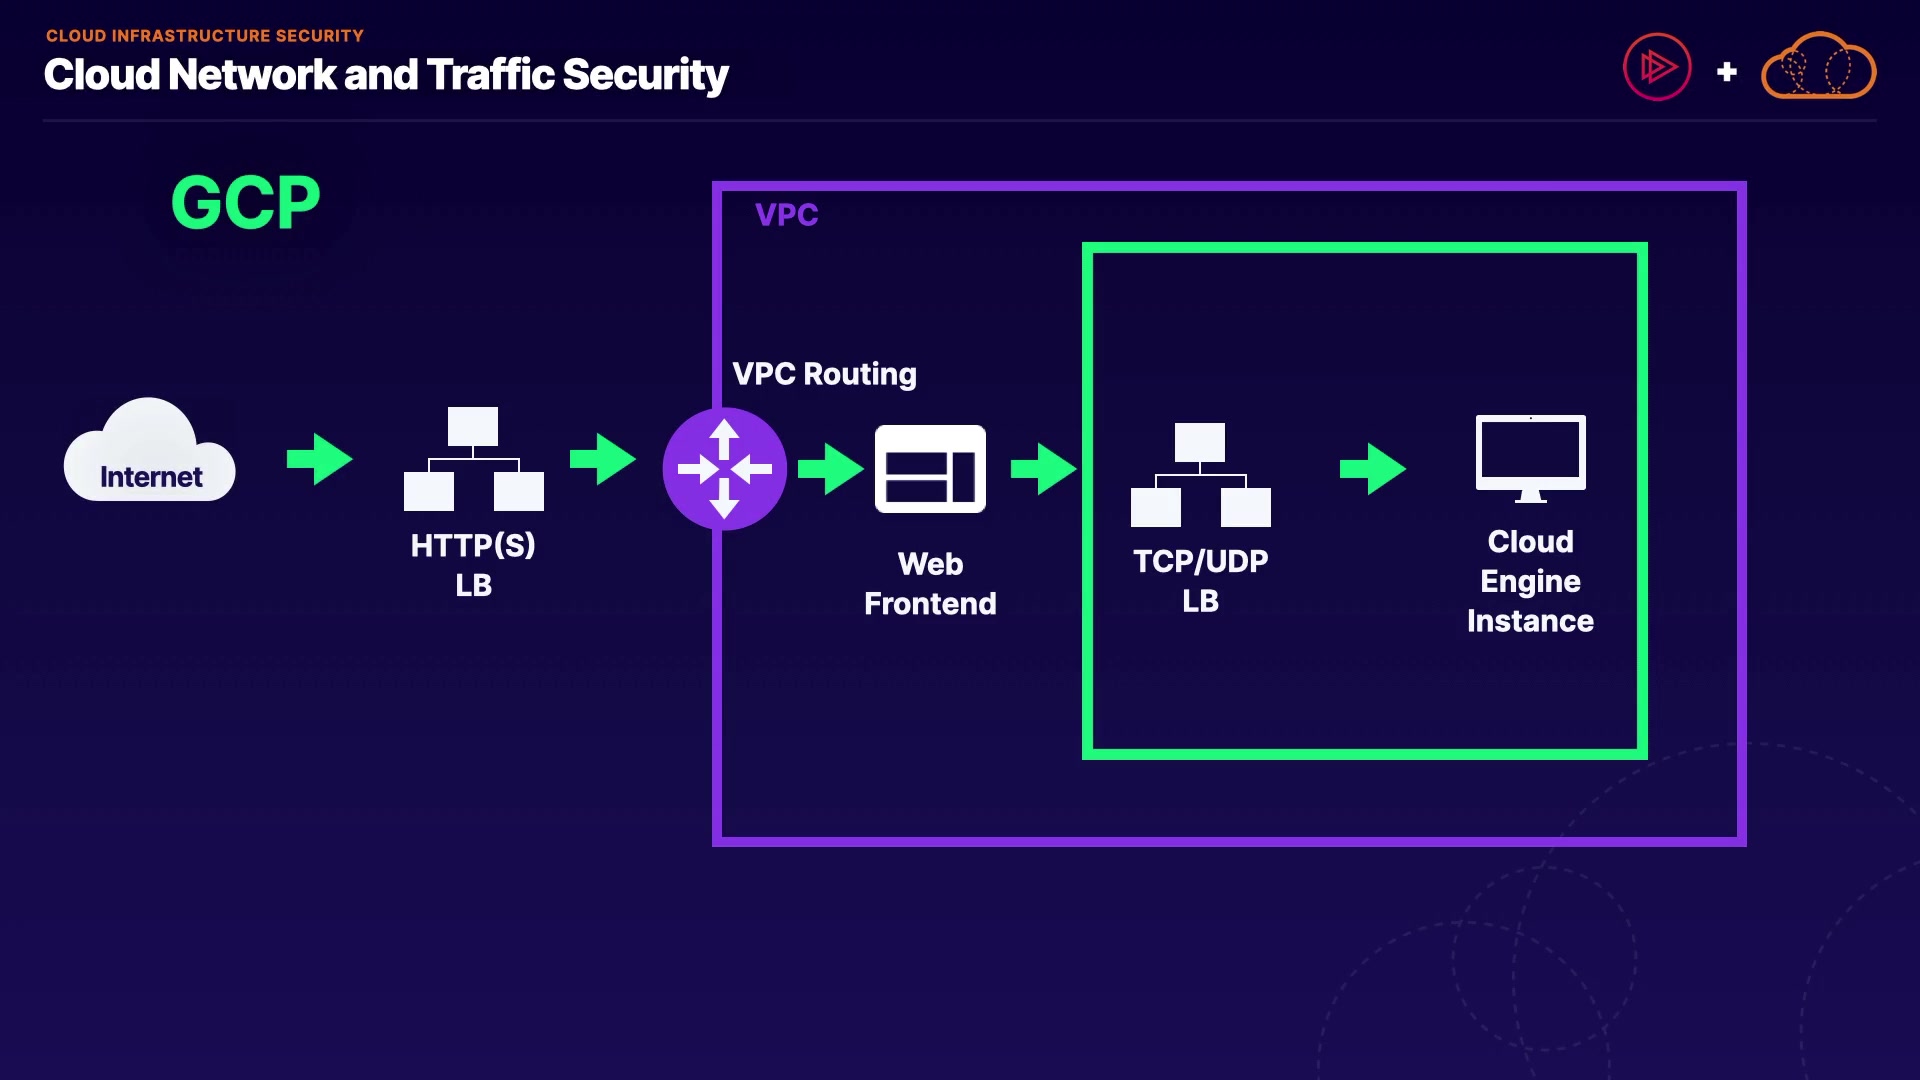 CLOUD INFRASTRUCTURE SECURITY
Cloud Network and Traffic Security
GCP
VPC
VPC Routing
Internet
HTTP(S)
LB
Web
Frontend
TCP/UDP
LB
Cloud
Engine
Instance